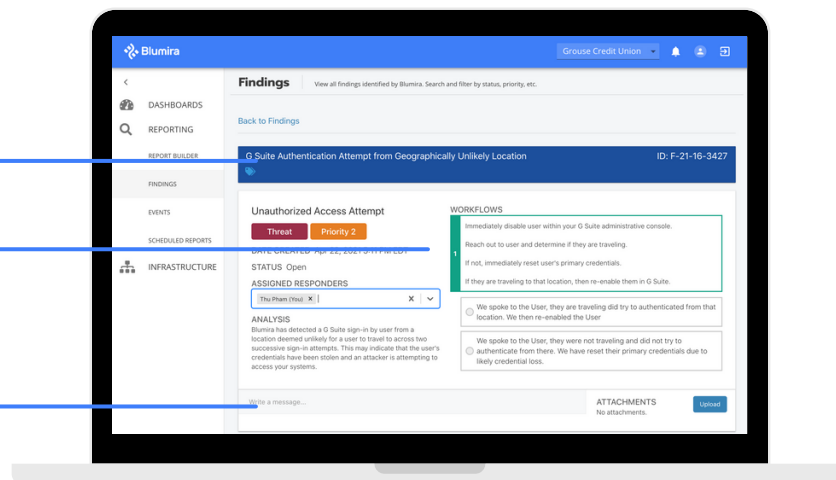 Blumira
Grouse Credit Union
Findings
View all findings identified by Blumira. Search and filter by status, priority, etc.
DASHBOARDS
REPORTING
REPORT BUILDER
FINDINGS
EVENTS
SCHEDULED REPORTS
INFRASTRUCTURE
Back to Findings
G Suite Authentication Attempt from Geographically Unlikely Location
ID: F-21-16-3427
Unauthorized Access Attempt
Threat
Priority 2
DATE CREATED Apr 22, 2021 3:11 PM EDT
STATUS Open
ASSIGNED RESPONDERS
Thu Pham (You) x
ANALYSIS
Blumira has detected a G Suite sign-in by user from a
location deemed unlikely for a user to travel to across two
successive sign-in attempts. This may indicate that the user's
credentials have been stolen and an attacker is attempting to
access your systems.
WORKFLOWS
1
Immediately disable user within your G Suite administrative console.
Reach out to user and determine if they are traveling.
If not, immediately reset user's primary credentials.
If they are traveling to that location, then re-enable them in G Suite.
We spoke to the User, they are traveling did try to authenticated from that
location. We then re-enabled the User
We spoke to the User, they were not traveling and did not try to
authenticate from there. We have reset their primary credentials due to
likely credential loss.
Write a message...
ATTACHMENTS
No attachments.
Upload